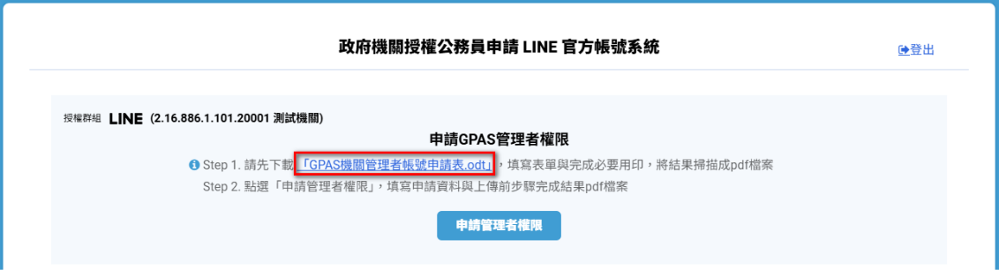 政府機關授權公務員申請 LINE 官方帳號系統
登出
授權群組 LINE (2.16.886.1.101.20001 測試機關)
申請GPAS管理者權限
Step 1. 請先下載「GPAS機關管理者帳號申請表.odt」，填寫表單與完成必要用印，將結果掃描成pdf檔案
Step 2. 點選「申請管理者權限」，填寫申請資料與上傳前步驟完成結果pdf檔案
申請管理者權限